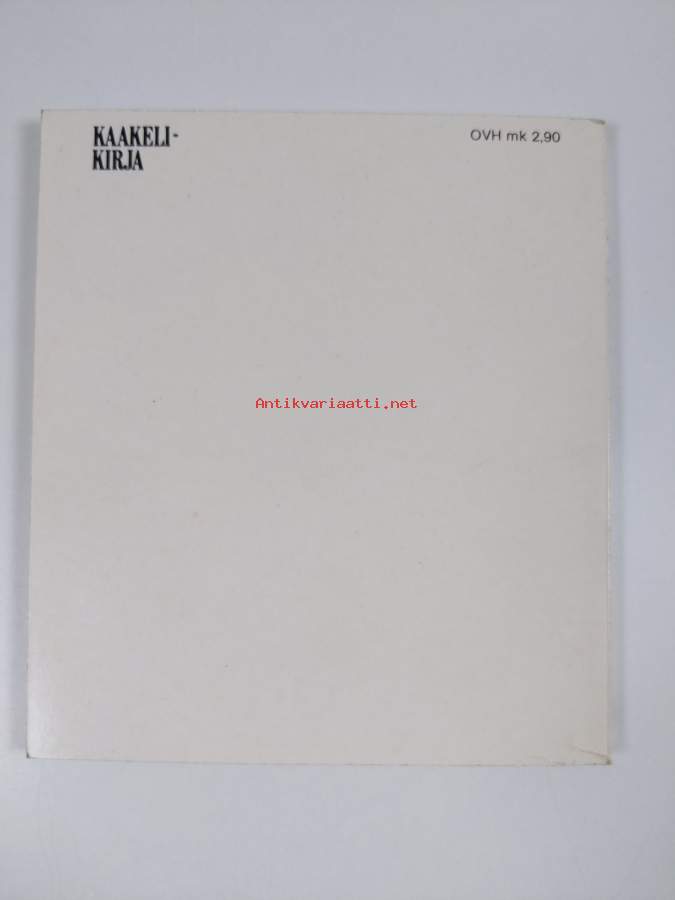 KAAKELI-
KIRJA
OVH mk 2,90
Antikvariaatti.net